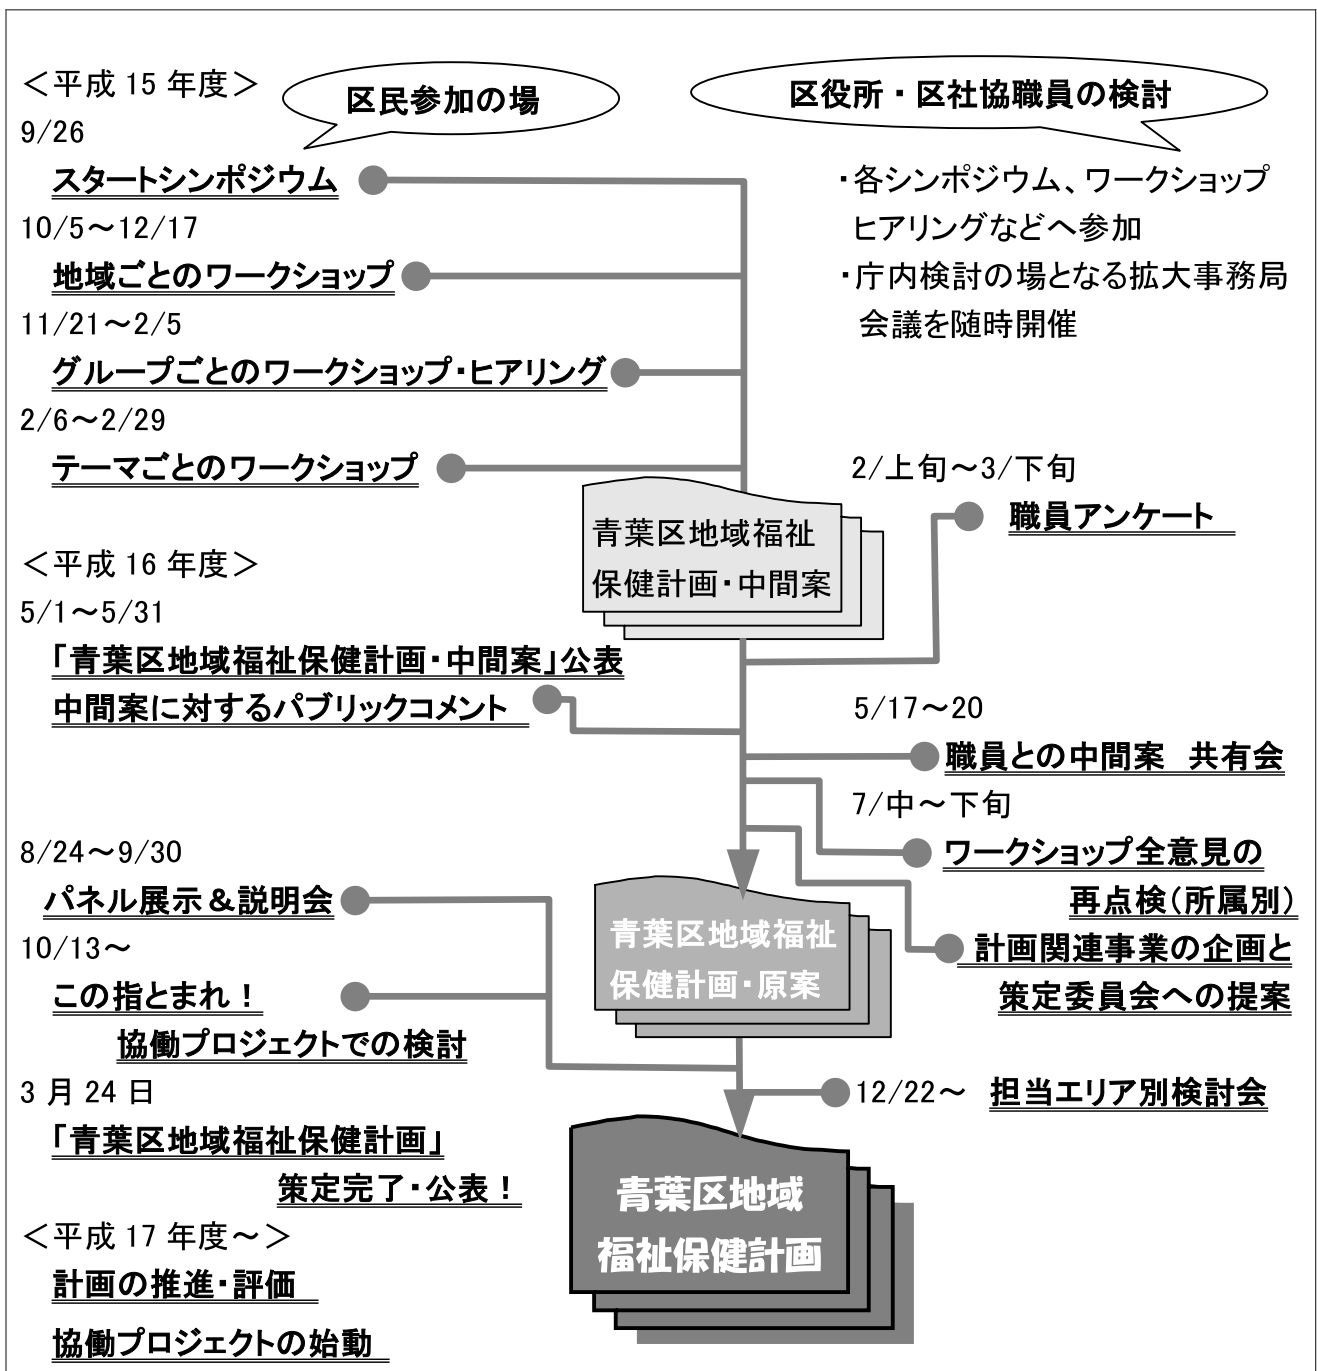 ＜平成 15 年度＞
区民参加の場
区役所・区社協職員の検討
9/26
スタートシンポジウム
・各シンポジウム、ワークショップ
ヒアリングなどへ参加
10/5～12/17
地域ごとのワークショップ
・庁内検討の場となる拡大事務局
会議を随時開催
11/21～2/5
グループごとのワークショップ・ヒアリング
2/6～2/29
テーマごとのワークショップ
2/上旬～3/下旬
職員アンケート
青葉区地域福祉
保健計画・中間案
＜平成 16 年度＞
5/1～5/31
「青葉区地域福祉保健計画・中間案」公表
中間案に対するパブリックコメント
5/17～20
職員との中間案　共有会
7/中～下旬
ワークショップ全意見の
再点検（所属別）
計画関連事業の企画と
策定委員会への提案
8/24～9/30
パネル展示＆説明会
青葉区地域福祉
保健計画・原案
10/13～
この指とまれ！
協働プロジェクトでの検討
12/22～　担当エリア別検討会
3 月 24 日
「青葉区地域福祉保健計画」
策定完了・公表！
青葉区地域
福祉保健計画
＜平成 17 年度～＞
計画の推進・評価
協働プロジェクトの始動